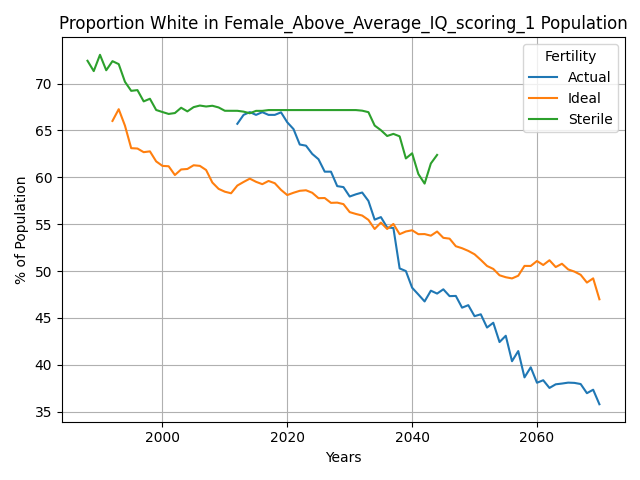 Proportion White in Female_Above_Average_IQ_scoring_1 Population
Fertility
Actual
Ideal
Sterile
% of Population
70
65
60
55
50
45
40
35
2000
2020
2040
2060
Years